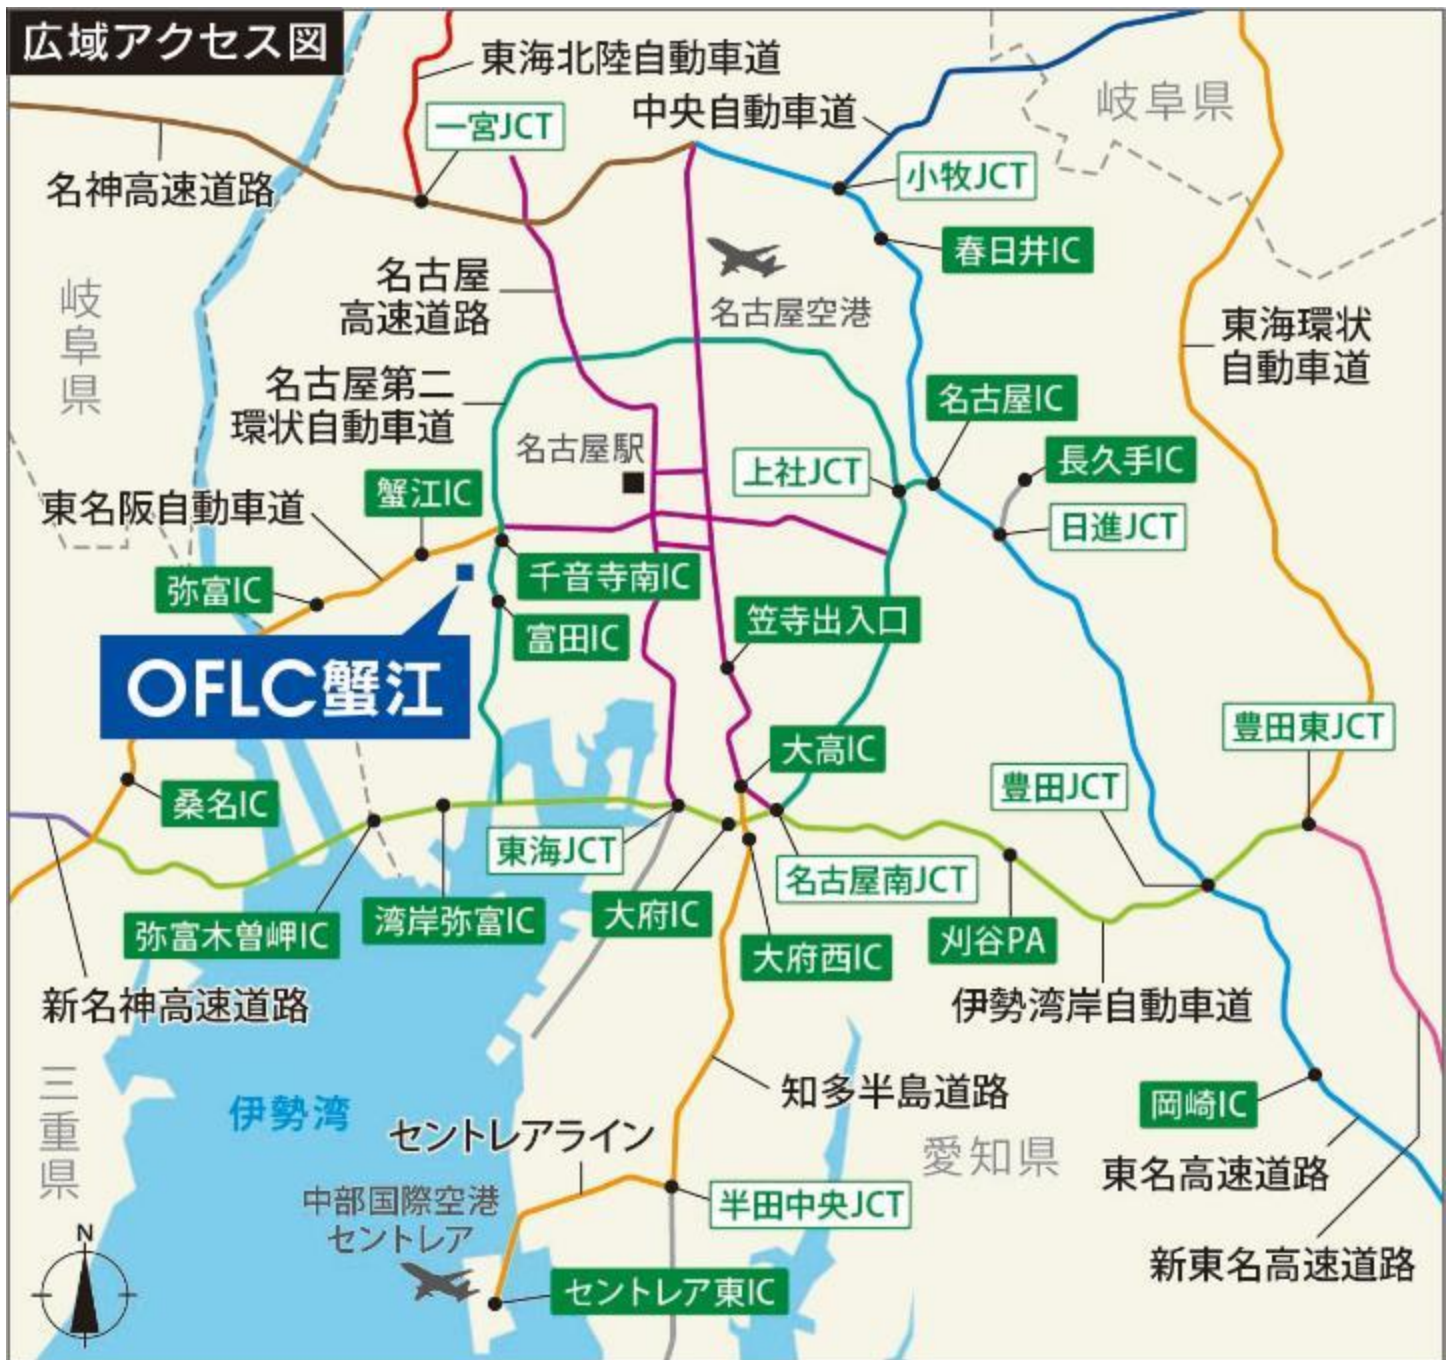 広域アクセス図
東海北陸自動車道
中央自動車道
岐阜県
一宮JCT
名神高速道路
小牧JCT
春日井IC
名古屋
高速道路
名古屋空港
岐阜県
東海環状
自動車道
名古屋第二
環状自動車道
名古屋IC
名古屋駅
上社JCT
長久手IC
東名阪自動車道
蟹江IC
日進JCT
弥富IC
千音寺南IC
富田IC
笠寺出入口
OFLC蟹江
大高IC
豊田東JCT
豊田JCT
桑名IC
東海JCT
名古屋南JCT
弥富木曽岬IC
湾岸弥富IC
大府IC
大府西IC
刈谷PA
新名神高速道路
伊勢湾岸自動車道
三重県
伊勢湾
知多半島道路
岡崎IC
セントレアライン
愛知県
東名高速道路
中部国際空港
セントレア
半田中央JCT
新東名高速道路
N
セントレア東IC